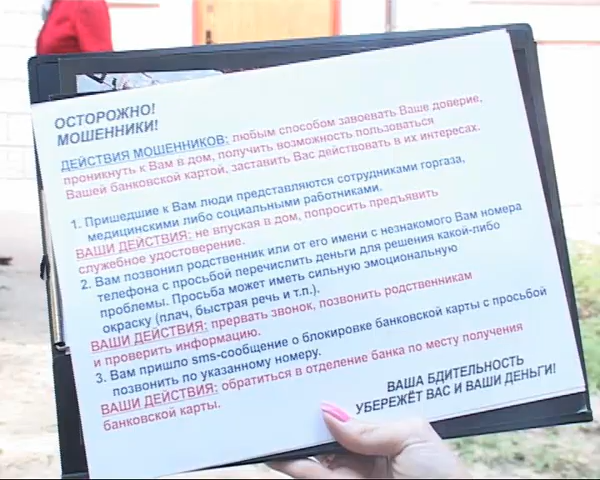 ОСТОРОЖНО!
МОШЕННИКИ!
ДЕЙСТВИЯ МОШЕННИКОВ: любым способом завоевать Ваше доверие,
проникнуть к Вам в дом, получить возможность пользоваться
Вашей банковской картой, заставить Вас действовать в их интересах.
1. Пришедшие к Вам люди представляются сотрудниками горгаза,
медицинскими либо социальными работниками.
ВАШИ ДЕЙСТВИЯ: не впуская в дом, попросить предъявить
служебное удостоверение.
2. Вам позвонил родственник или от его имени с незнакомого Вам номера
телефона с просьбой перечислить деньги для решения какой-либо
проблемы. Просьба может иметь сильную эмоциональную
окраску (плач, быстрая речь и т.п.).
ВАШИ ДЕЙСТВИЯ: прервать звонок, позвонить родственникам
и проверить информацию.
3. Вам пришло sms-сообщение о блокировке банковской карты с просьбой
позвонить по указанному номеру.
ВАШИ ДЕЙСТВИЯ: обратиться в отделение банка по месту получения
банковской карты.
ВАША БДИТЕЛЬНОСТЬ
УБЕРЕЖЁТ ВАС И ВАШИ ДЕНЬГИ!